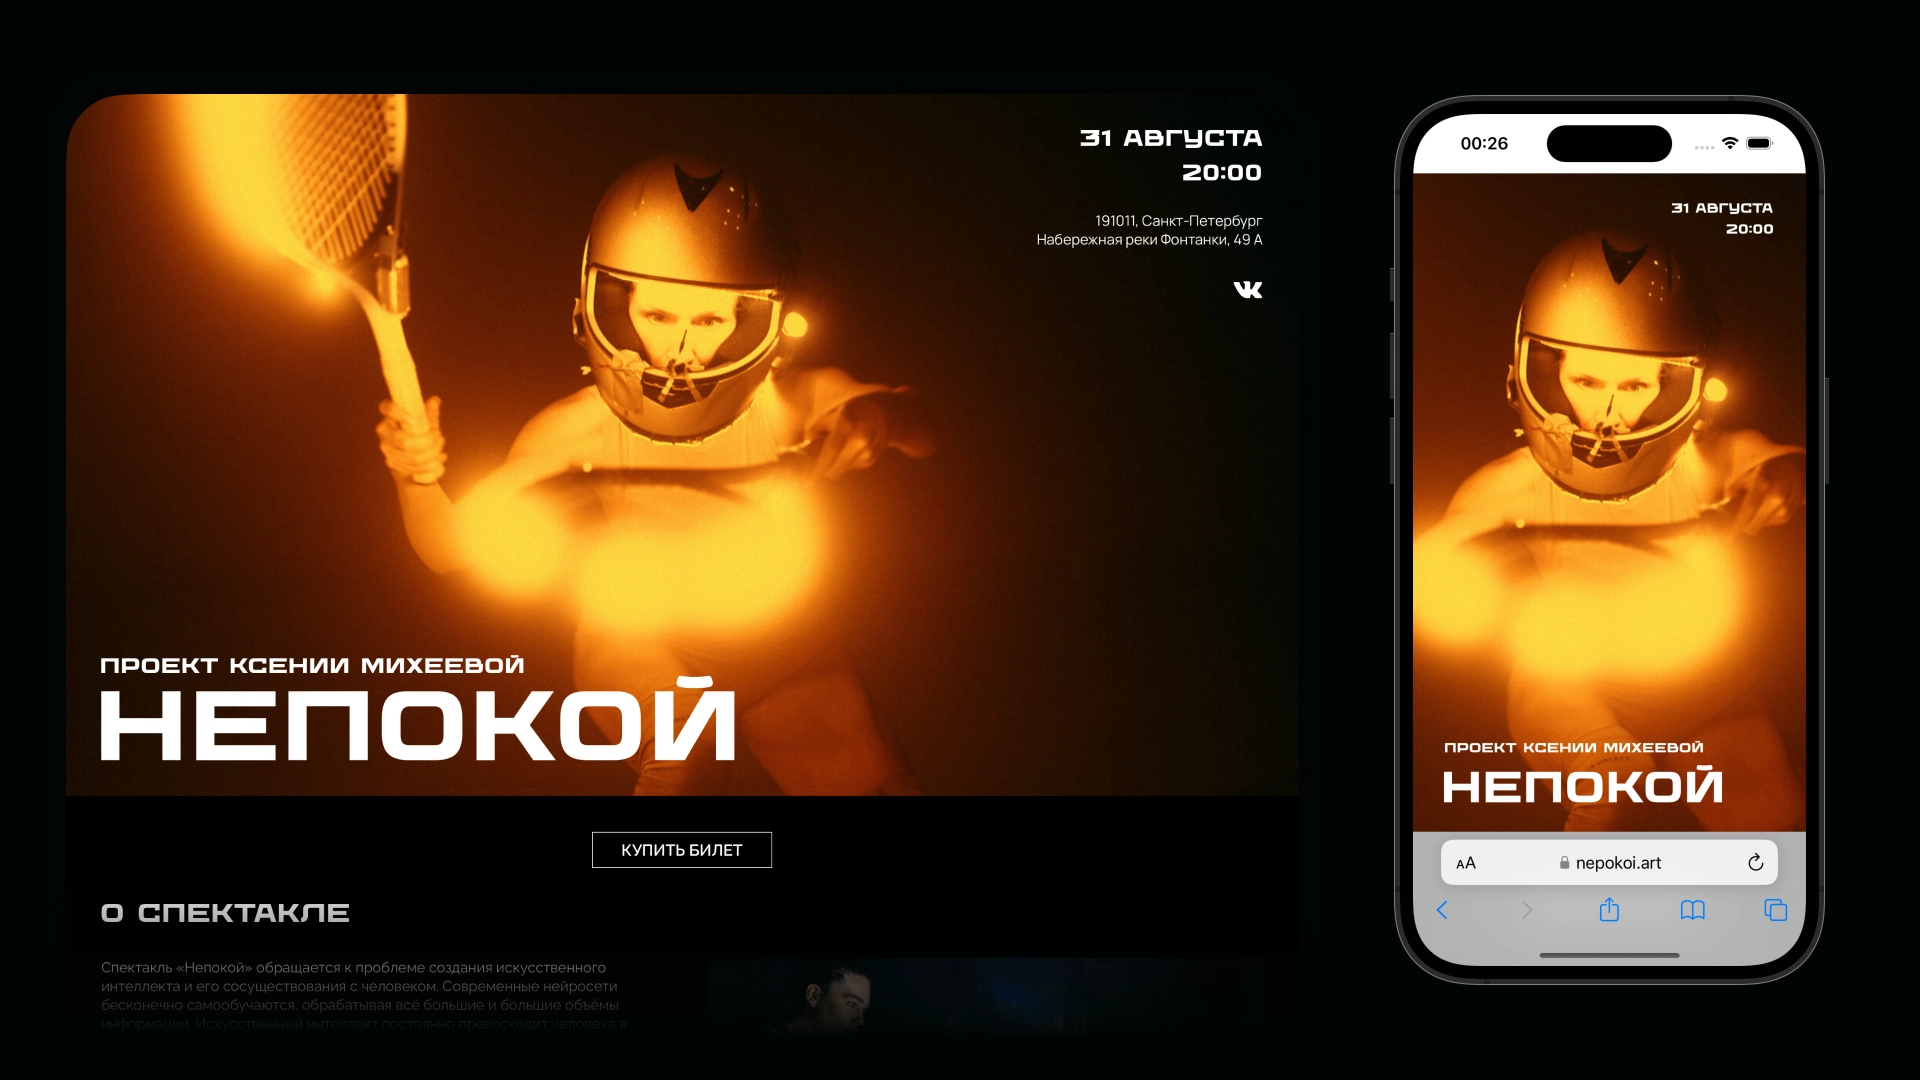 31 АВГУСТА
20:00
191011, Санкт-Петербург
Набережная реки Фонтанки, 49 А
ПРОЕКТ КСЕНИИ МИХЕЕВОЙ
НЕПОКОЙ
КУПИТЬ БИЛЕТ
О СПЕКТАКЛЕ
Спектакль «Непокой» обращается к проблеме создания искусственного
интеллекта и его сосуществования с человеком. Современные нейросети
бесконечно самообучаются, обрабатывая всё большие и большие объёмы
информации. Искусственный интеллект постоянно превосходит человека в
00:26
31 АВГУСТА
20:00
ПРОЕКТ КСЕНИИ МИХЕЕВОЙ
НЕПОКОЙ
AA nepokoi.art